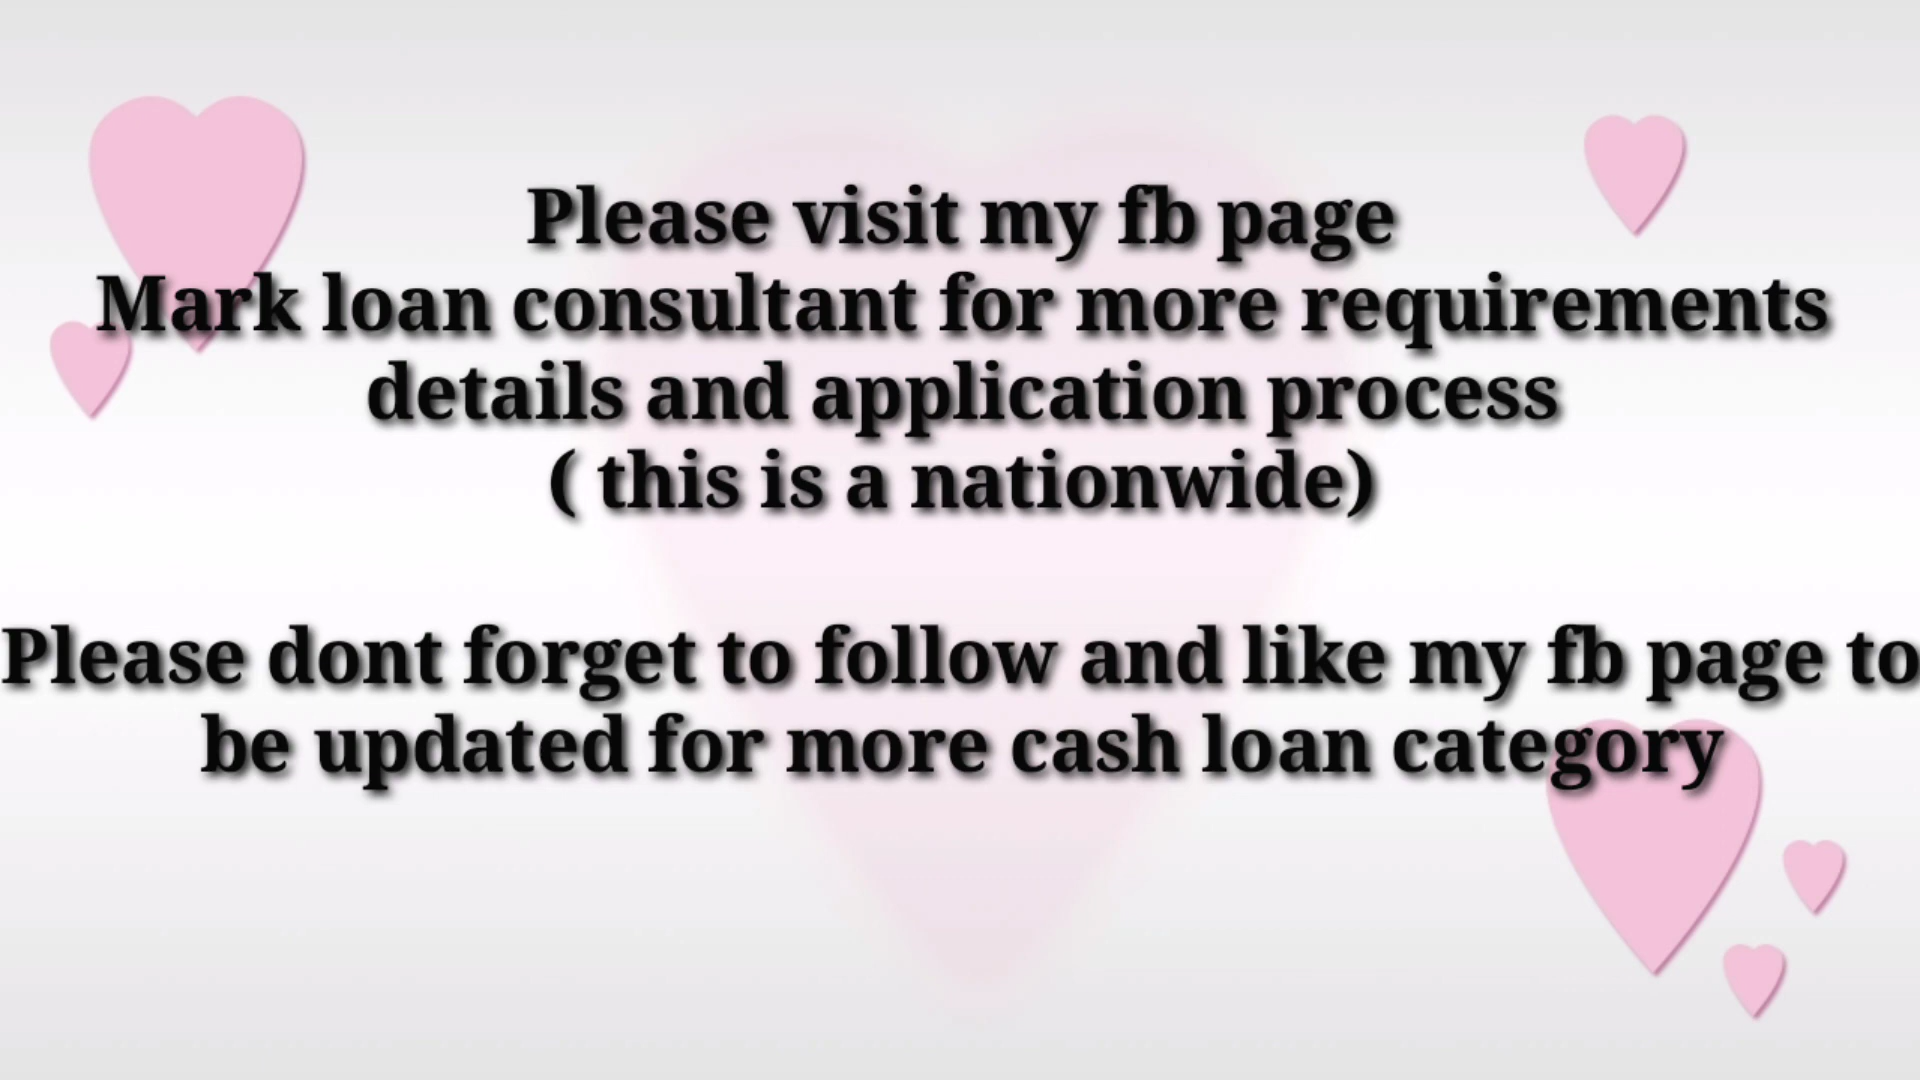 Please visit my fb page
Mark loan consultant for more requirements
details and application process
( this is a nationwide)
Please dont forget to follow and like my fb page to
be updated for more cash loan category